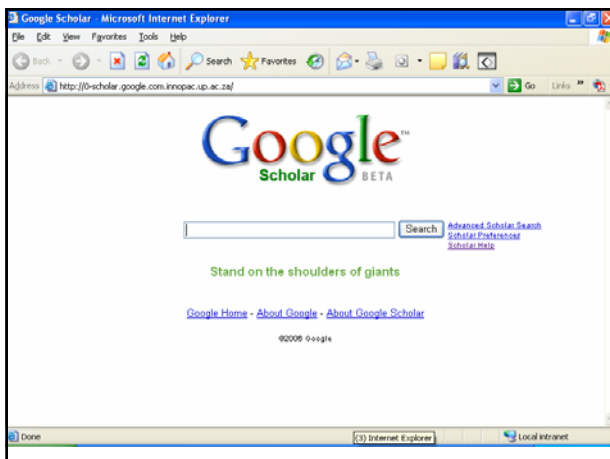 Google Scholar - Microsoft Internet Explorer
File Edit View Favorites Tools Help
Back Search Favorites
Address http://0-scholar.google.com.innopac.up.ac.za/ Go Links »
Google™
Scholar BETA
Search
Advanced Scholar Search
Scholar Preferences
Scholar Help
Stand on the shoulders of giants
Google Home - About Google - About Google Scholar
©2006 Google
Done (3) Internet Explorer Local intranet